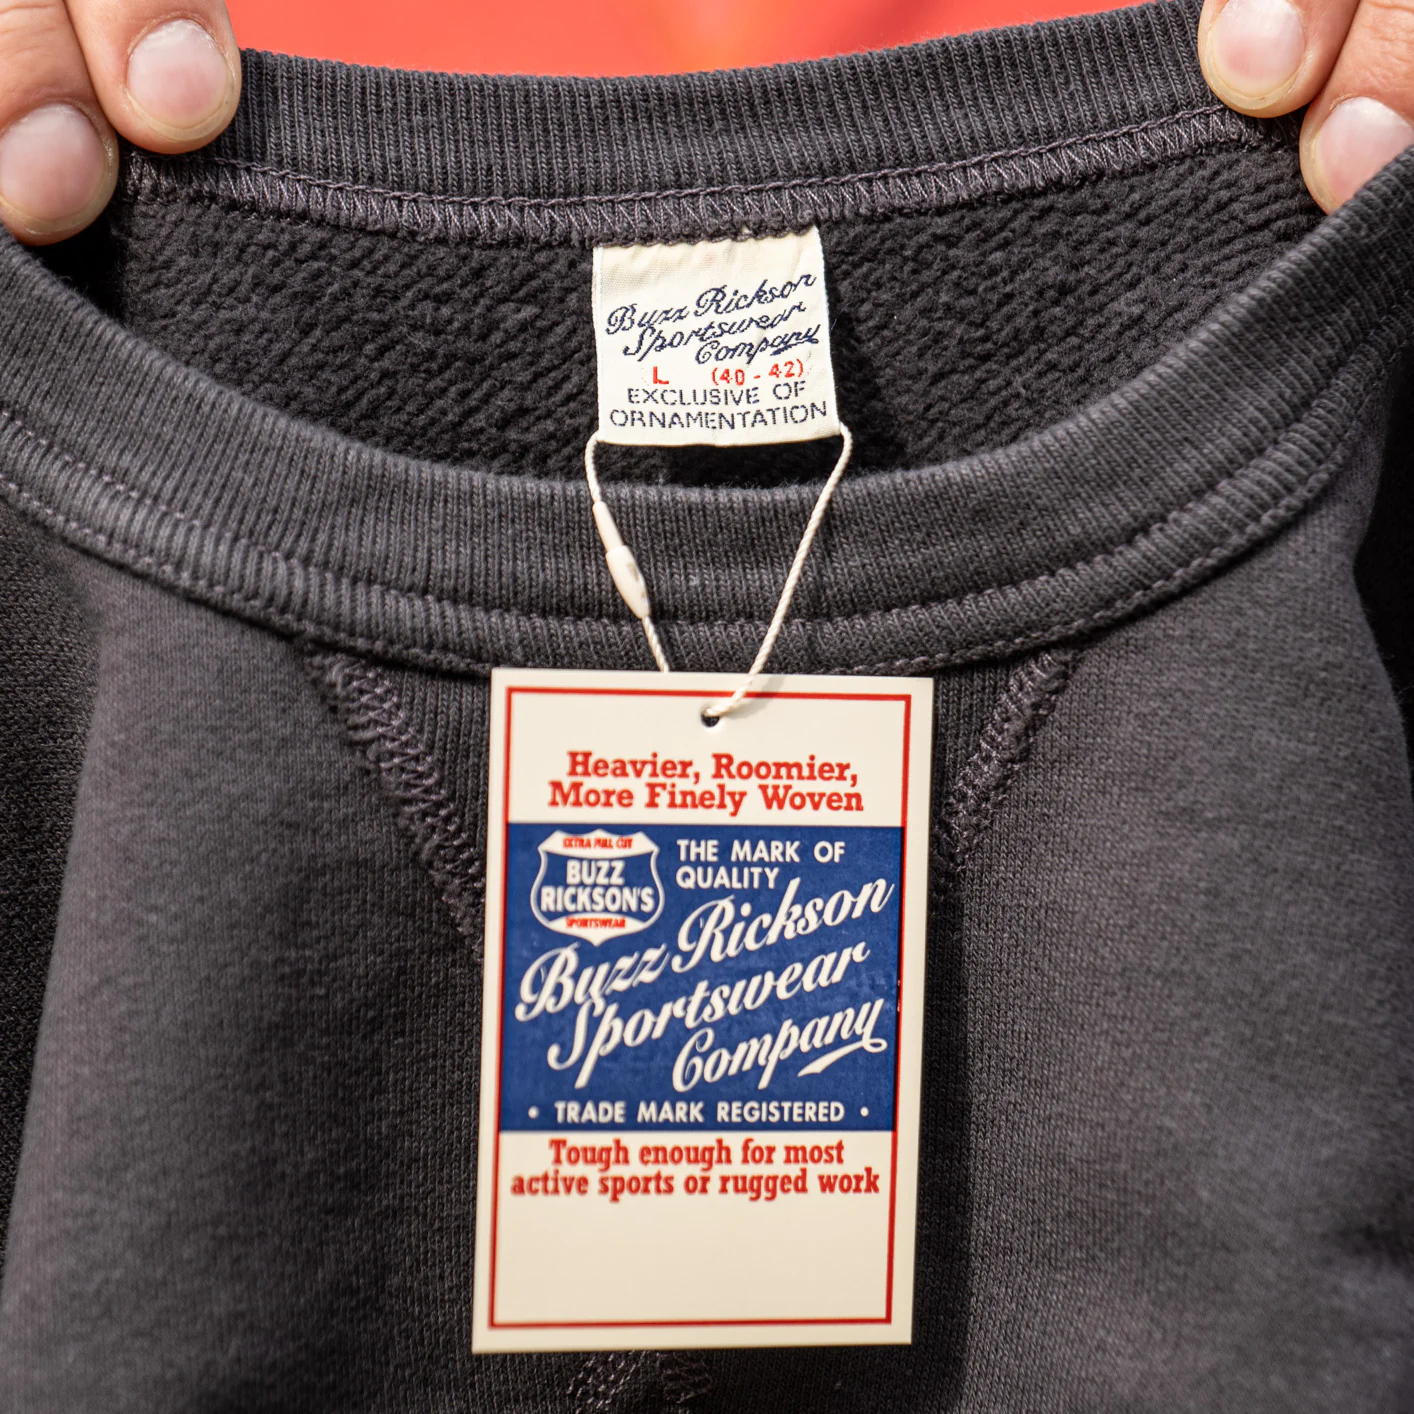 Buzz Rickson
Sportswear
Company
L (40 - 42)
EXCLUSIVE OF
ORNAMENTATION
Heavier, Roomier,
More Finely Woven
EXTRA FULL CUT
BUZZ
RICKSON'S
SPORTSWEAR
THE MARK OF
QUALITY
Buzz Rickson
Sportswear
Company
• TRADE MARK REGISTERED •
Tough enough for most
active sports or rugged work